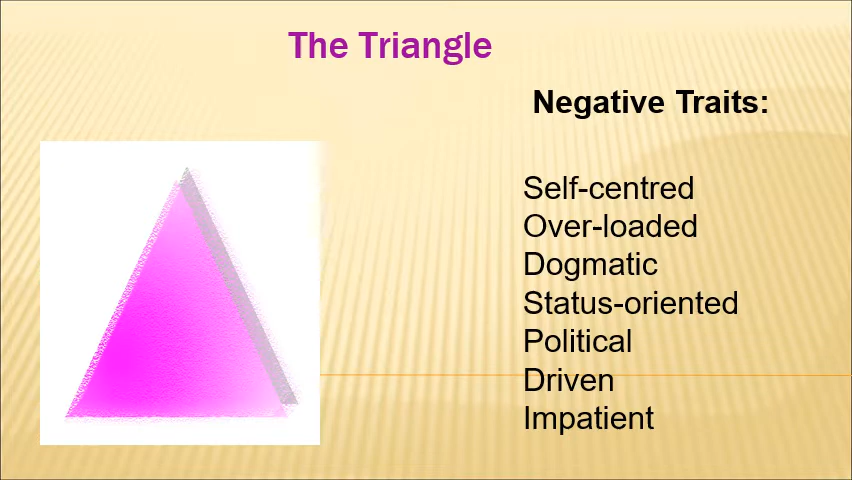 The Triangle
Negative Traits:
Self-centred
Over-loaded
Dogmatic
Status-oriented
Political
Driven
Impatient